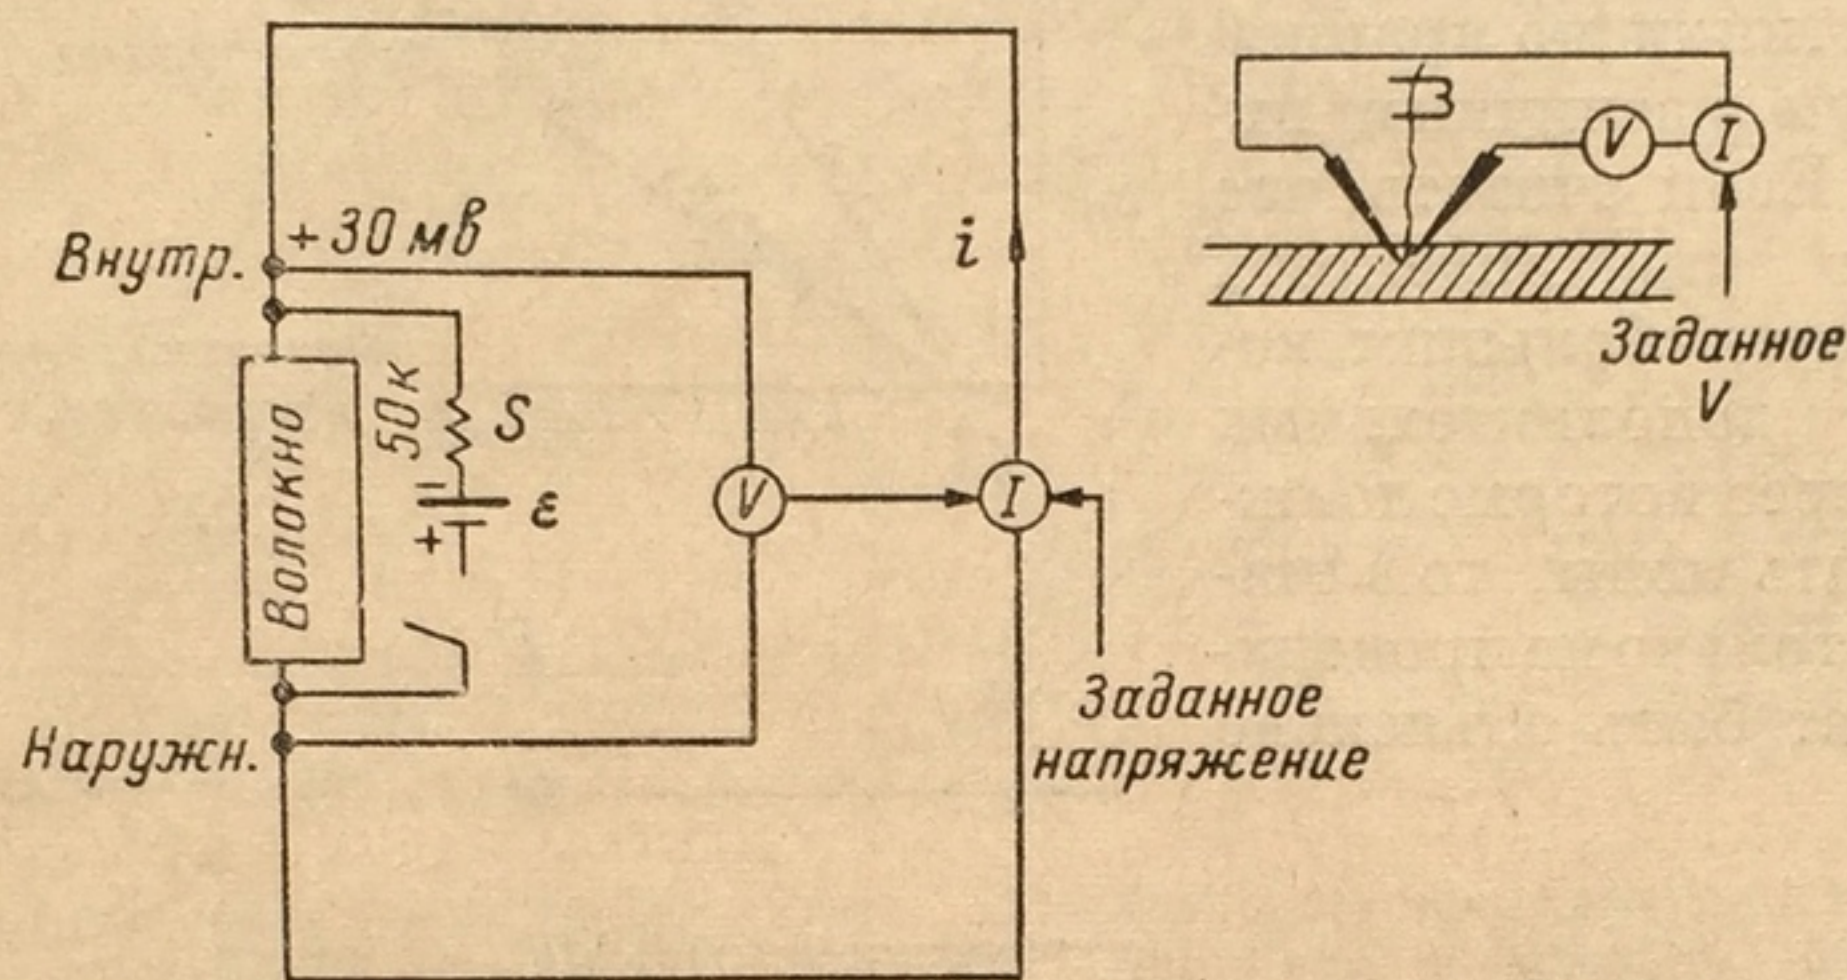 Внутр.
+30 мв
i
50к
S
Волокно
−
ε
+
V
I
Наружн.
Заданное
напряжение
V
I
Заданное
V